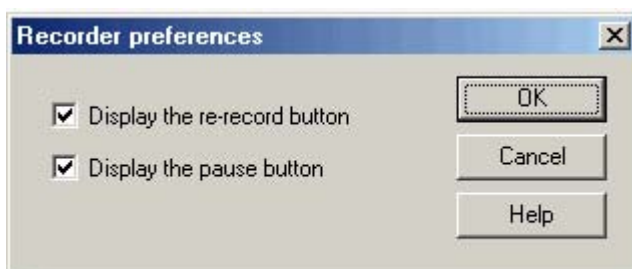 Recorder preferences
Display the re-record button
Display the pause button
OK
Cancel
Help